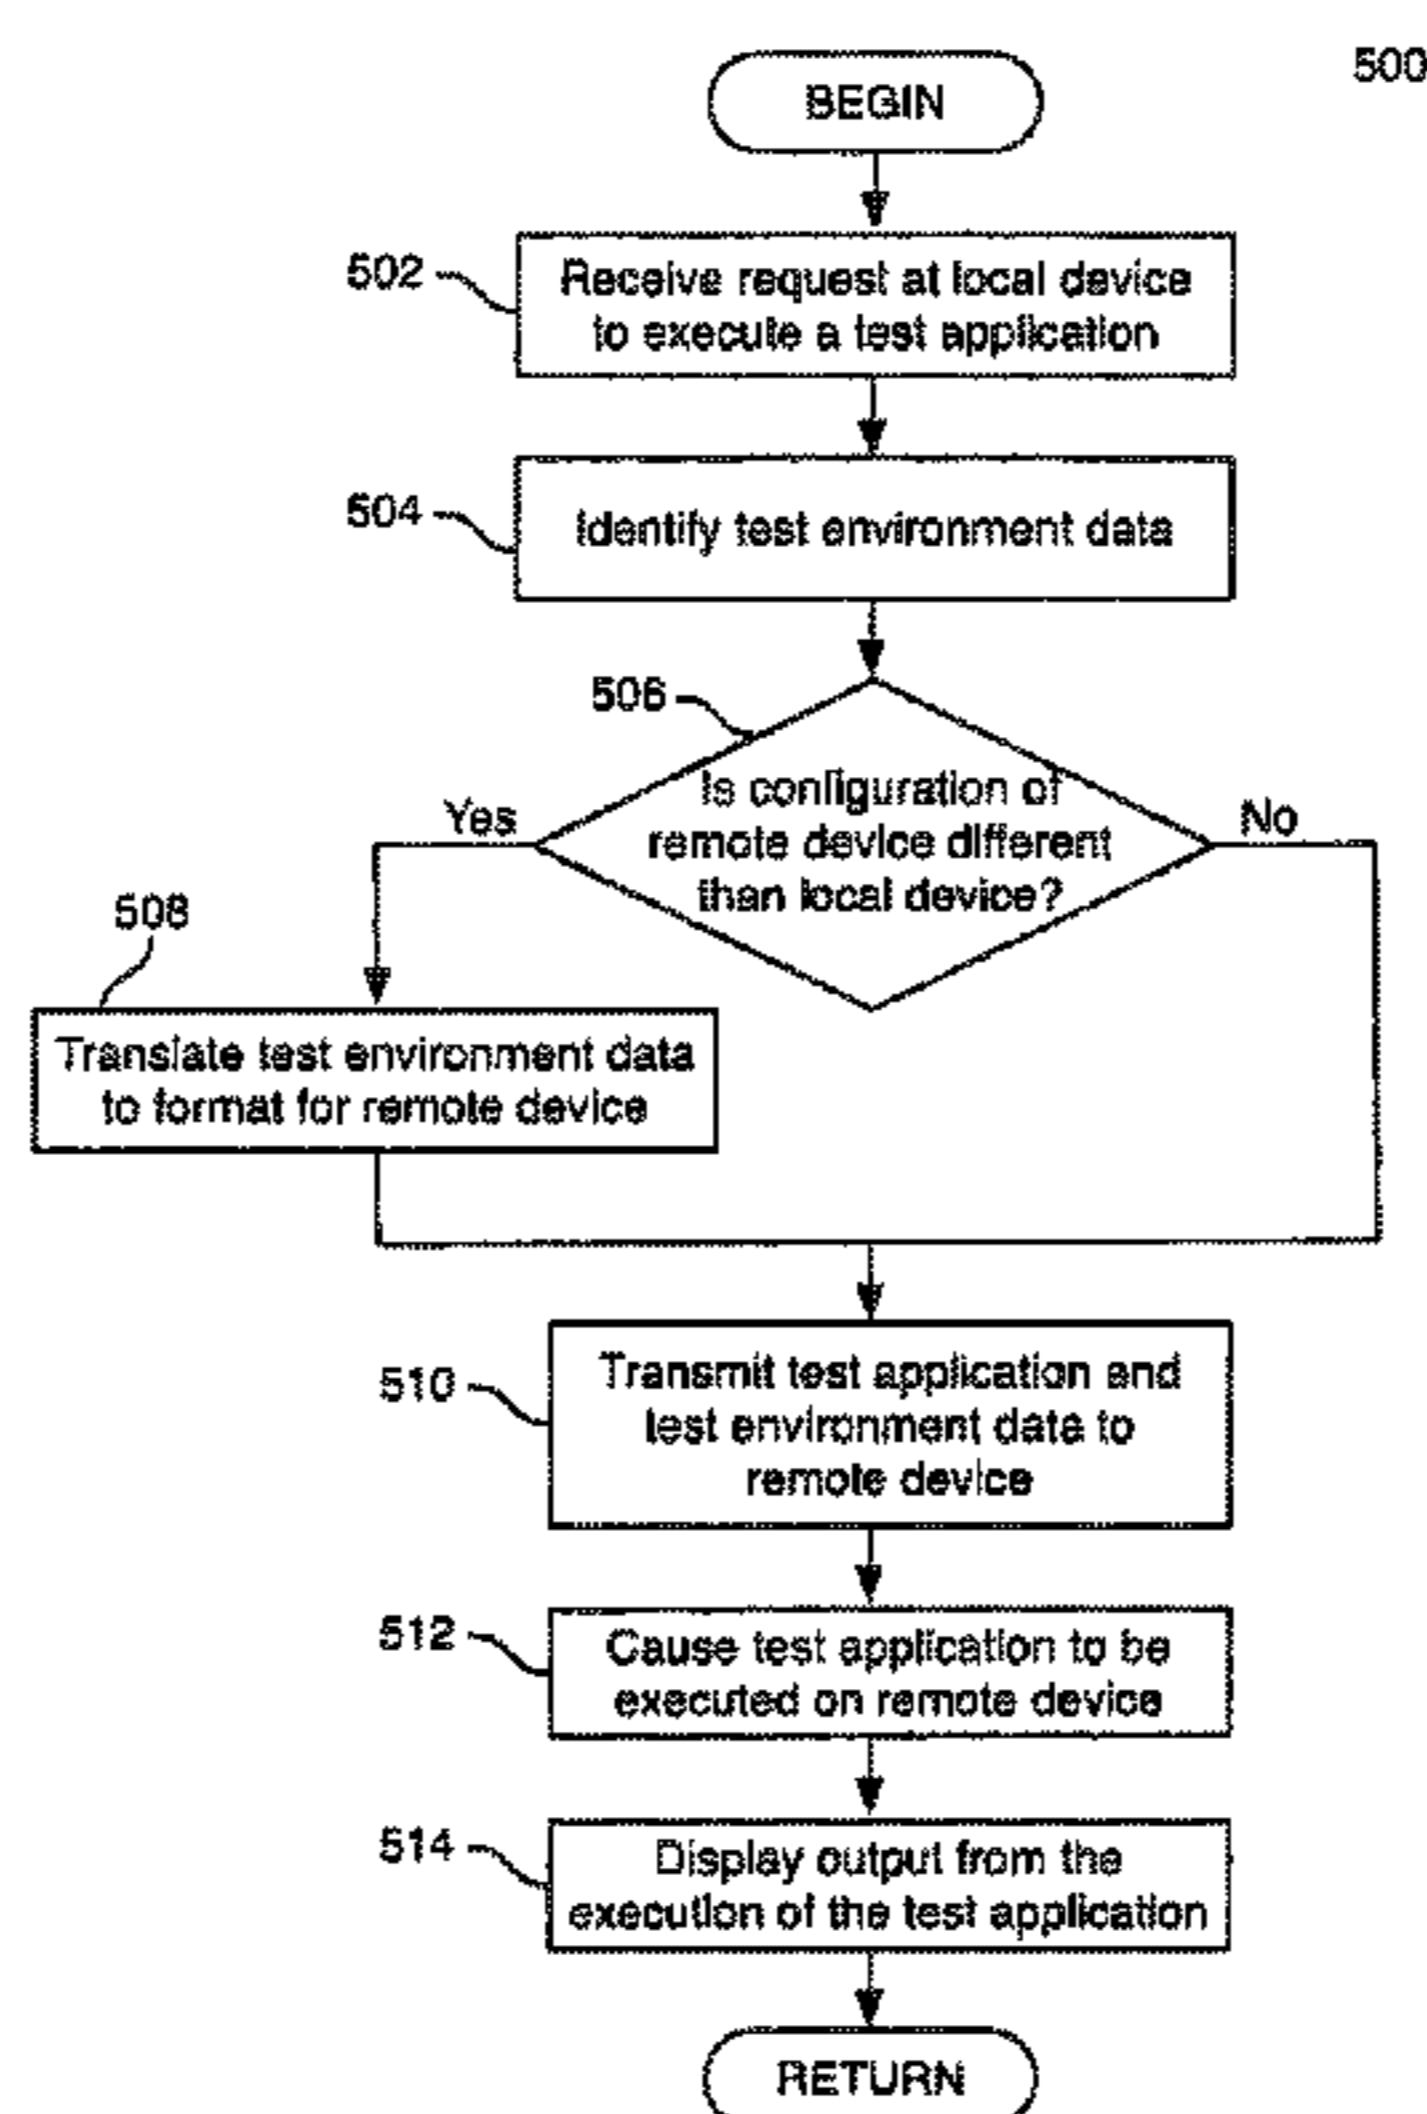 500
BEGIN
502
Receive request at local device
to execute a test application
504
Identify test environment data
506
Is configuration of
remote device different
than local device?
Yes
No
508
Translate test environment data
to format for remote device
510
Transmit test application and
test environment data to
remote device
512
Cause test application to be
executed on remote device
514
Display output from the
execution of the test application
RETURN